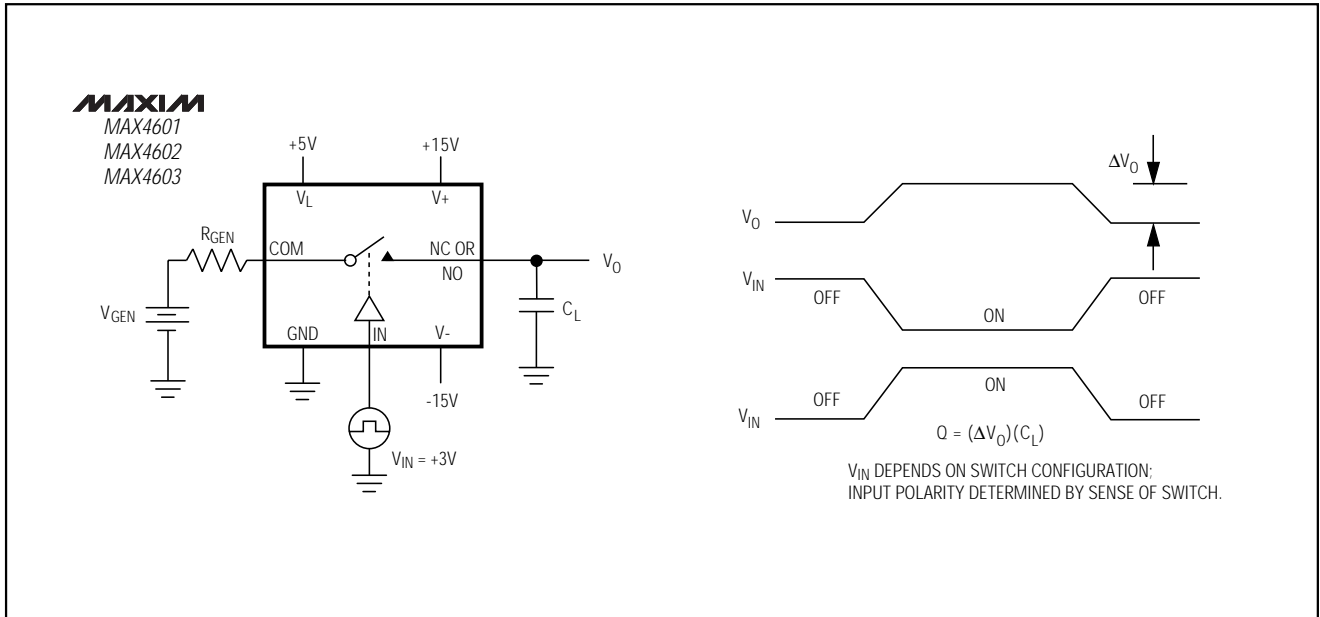 MAXIM
MAX4601
MAX4602
MAX4603
+5V
+15V
VL
V+
RGEN
COM
NC OR
NO
VO
VGEN
CL
GND
IN
V-
-15V
VIN = +3V
ΔVO
VO
VIN
OFF
ON
OFF
VIN
OFF
ON
OFF
Q = (ΔVO)(CL)
VIN DEPENDS ON SWITCH CONFIGURATION;
INPUT POLARITY DETERMINED BY SENSE OF SWITCH.